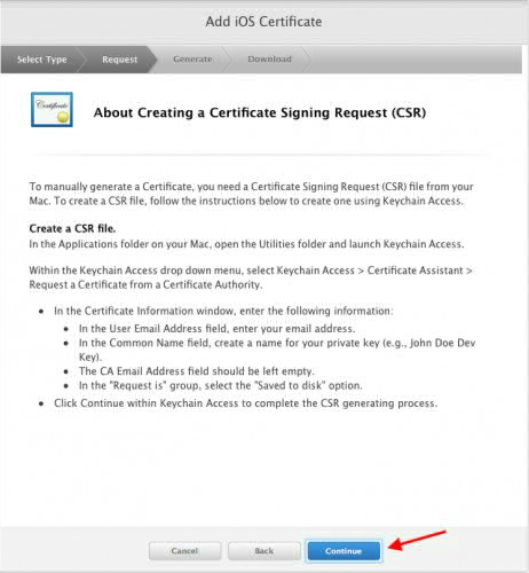 Add iOS Certificate
Select Type Request Generate Download
Certificate
About Creating a Certificate Signing Request (CSR)
To manually generate a Certificate, you need a Certificate Signing Request (CSR) file from your
Mac. To create a CSR file, follow the instructions below to create one using Keychain Access.
Create a CSR file.
In the Applications folder on your Mac, open the Utilities folder and launch Keychain Access.
Within the Keychain Access drop down menu, select Keychain Access > Certificate Assistant >
Request a Certificate from a Certificate Authority.
• In the Certificate Information window, enter the following information:
• In the User Email Address field, enter your email address.
• In the Common Name field, create a name for your private key (e.g., John Doe Dev
Key).
• The CA Email Address field should be left empty.
• In the "Request is" group, select the "Saved to disk" option.
• Click Continue within Keychain Access to complete the CSR generating process.
Cancel Back Continue